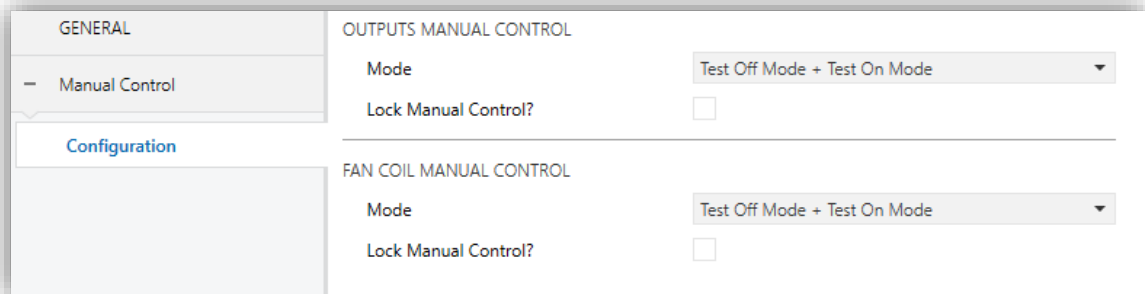 GENERAL
Manual Control
Configuration
OUTPUTS MANUAL CONTROL
Mode
Test Off Mode + Test On Mode
Lock Manual Control?
FAN COIL MANUAL CONTROL
Mode
Test Off Mode + Test On Mode
Lock Manual Control?